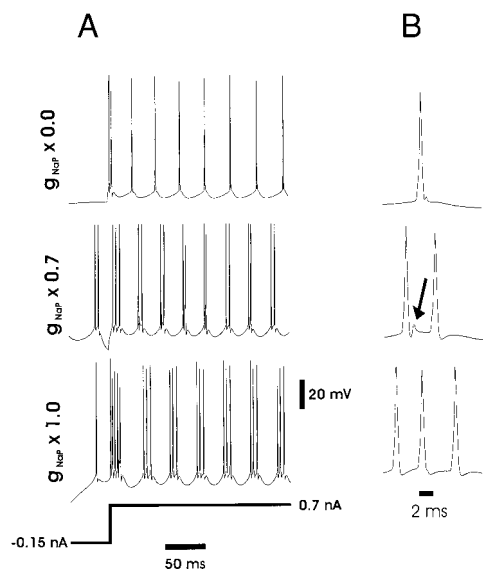 A
B
g NaP x 0.0
g NaP x 0.7
g NaP x 1.0
20 mV
0.7 nA
2 ms
-0.15 nA
50 ms